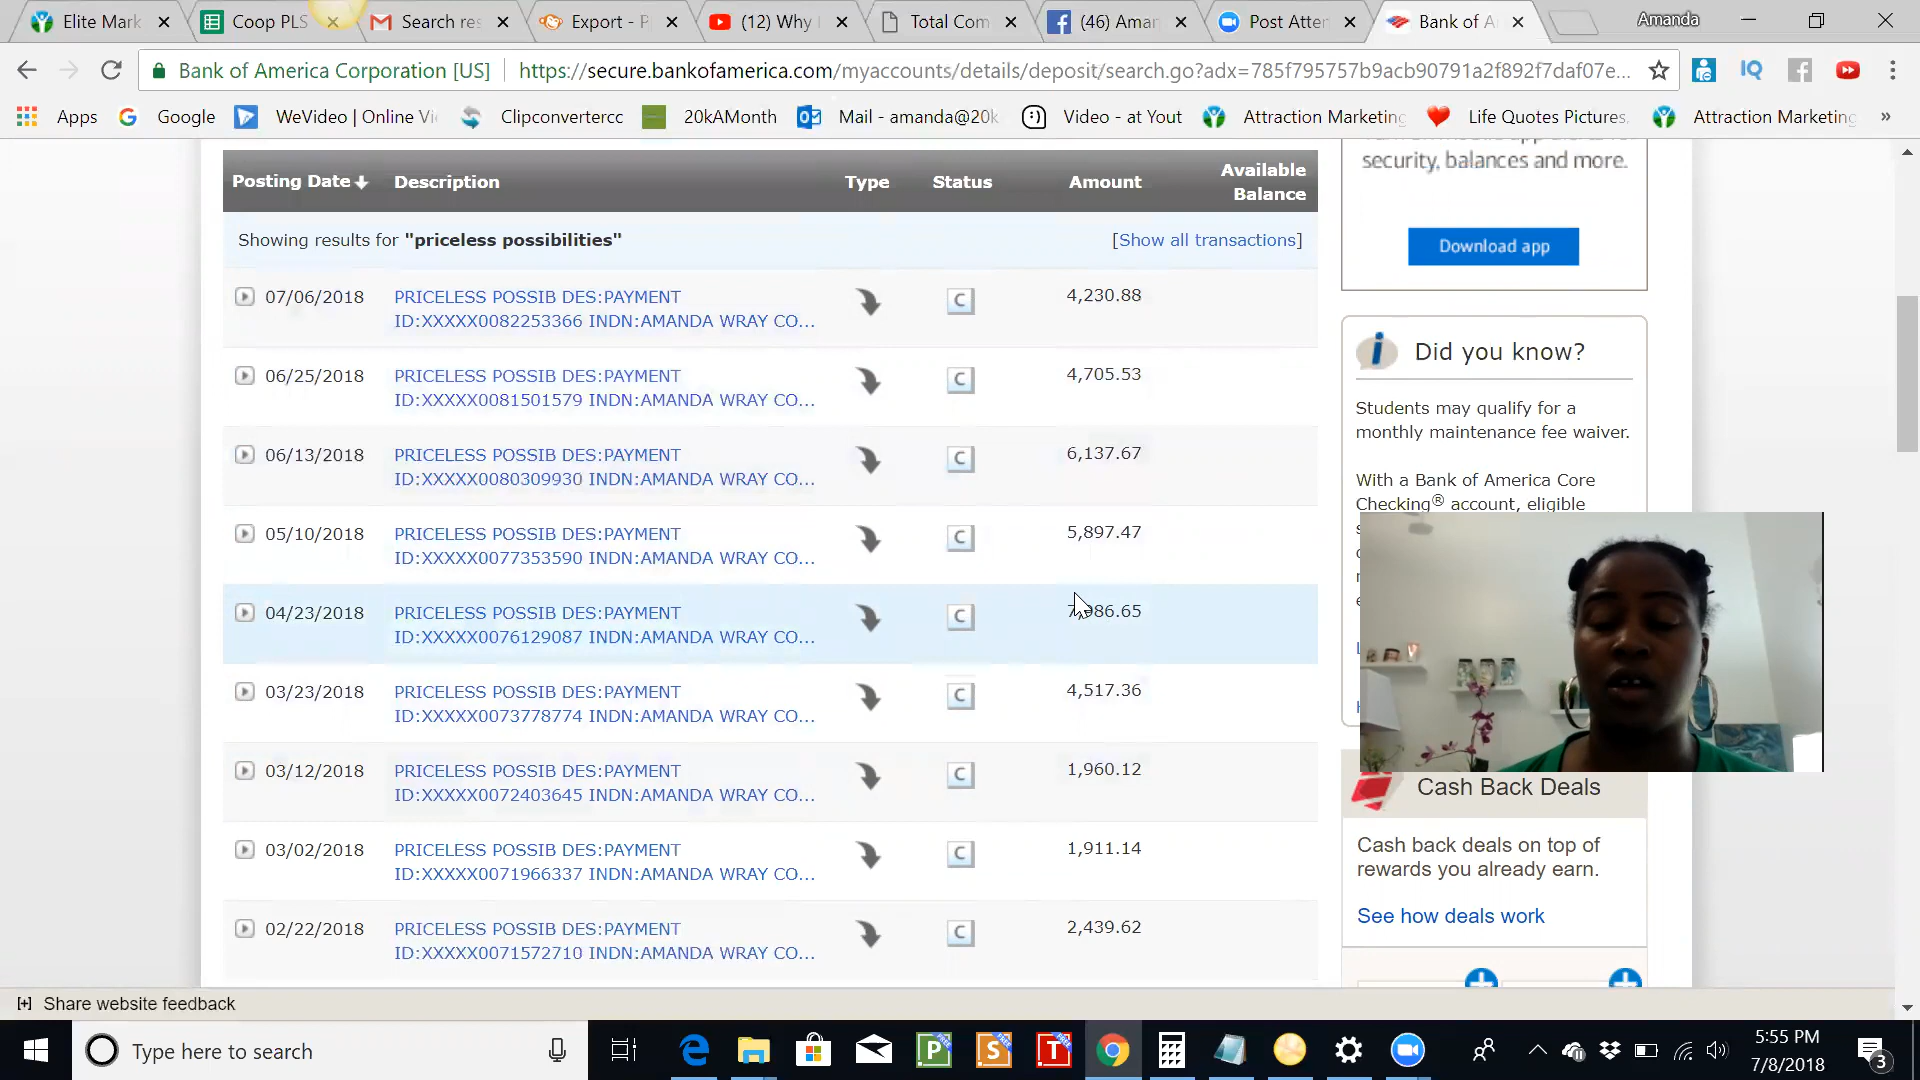 Elite Mark
Coop PLS
Search res
Export - P
(12) Why
Total Com
(46) Aman
Post Atter
Bank of A
Amanda
Bank of America Corporation [US]
https://secure.bankofamerica.com/myaccounts/details/deposit/search.go?adx=785f795757b9acb90791a2f892f7daf07e...
Apps
Google
WeVideo | Online Vi
Clipconvertercc
20kAMonth
Mail - amanda@20k
Video - at Yout
Attraction Marketing
Life Quotes Pictures,
Attraction Marketing
»
security, balances and more.
Download app
Posting Date Description Type Status Amount Available Balance
Showing results for "priceless possibilities" [Show all transactions]
07/06/2018 PRICELESS POSSIB DES:PAYMENT C 4,230.88
ID:XXXXX0082253366 INDN:AMANDA WRAY CO...
06/25/2018 PRICELESS POSSIB DES:PAYMENT C 4,705.53
ID:XXXXX0081501579 INDN:AMANDA WRAY CO...
06/13/2018 PRICELESS POSSIB DES:PAYMENT C 6,137.67
ID:XXXXX0080309930 INDN:AMANDA WRAY CO...
05/10/2018 PRICELESS POSSIB DES:PAYMENT C 5,897.47
ID:XXXXX0077353590 INDN:AMANDA WRAY CO...
04/23/2018 PRICELESS POSSIB DES:PAYMENT C
ID:XXXXX0076129087 INDN:AMANDA WRAY CO...
03/23/2018 PRICELESS POSSIB DES:PAYMENT C 4,517.36
ID:XXXXX0073778774 INDN:AMANDA WRAY CO...
03/12/2018 PRICELESS POSSIB DES:PAYMENT C 1,960.12
ID:XXXXX0072403645 INDN:AMANDA WRAY CO...
03/02/2018 PRICELESS POSSIB DES:PAYMENT C 1,911.14
ID:XXXXX0071966337 INDN:AMANDA WRAY CO...
02/22/2018 PRICELESS POSSIB DES:PAYMENT C 2,439.62
ID:XXXXX0071572710 INDN:AMANDA WRAY CO...
Did you know?
Students may qualify for a
monthly maintenance fee waiver.
With a Bank of America Core
Checking® account, eligible
Cash Back Deals
Cash back deals on top of
rewards you already earn.
See how deals work
[+] Share website feedback
Type here to search
5:55 PM
7/8/2018
3